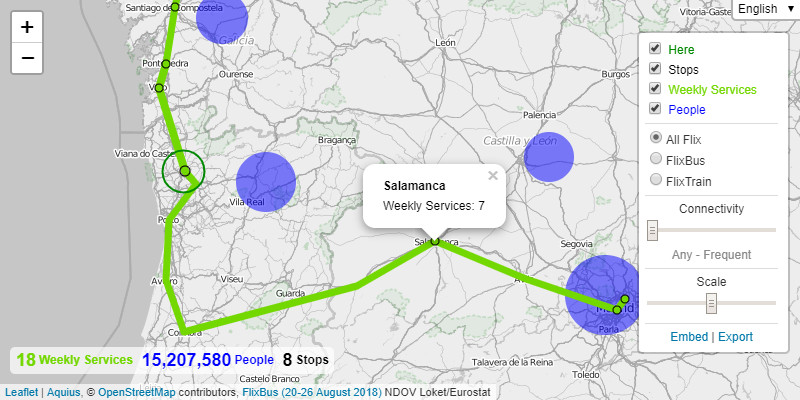 Santiago de Compostela
English ▼
Vitoria-Gaste
+
−
León
Galicia
Here
Pontevedra
Ourense
Burgos
Stops
Weekly Services
Vigo
People
Palencia
Bragança
Castilla y León
All Flix
Viana do Castelo
FlixBus
Salamanca
×
FlixTrain
Vila Real
Weekly Services: 7
Connectivity
Porto
Salamanca
Segovia
Any - Frequent
Aveiro
Viseu
Scale
Guarda
Madrid
Coimbra
Parla
Embed | Export
18 Weekly Services 15,207,580 People 8 Stops
Talavera de la Reina
Toledo
Castelo Branco
Leaflet | Aquius, © OpenStreetMap contributors, FlixBus (20-26 August 2018) NDOV Loket/Eurostat